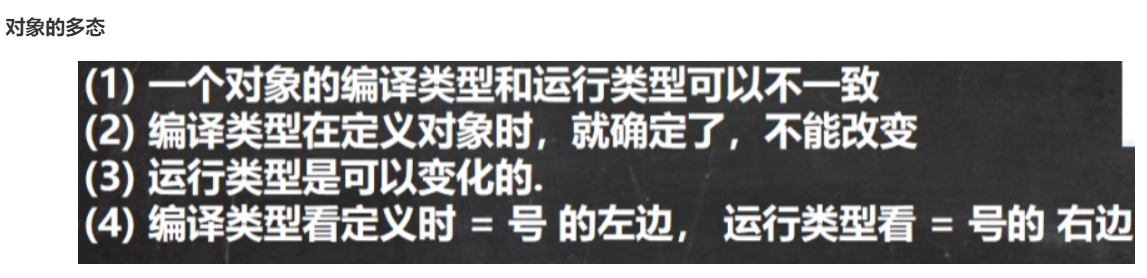 对象的多态
(1) 一个对象的编译类型和运行类型可以不一致
(2) 编译类型在定义对象时，就确定了，不能改变
(3) 运行类型是可以变化的.
(4) 编译类型看定义时 = 号 的左边， 运行类型看 = 号的 右边